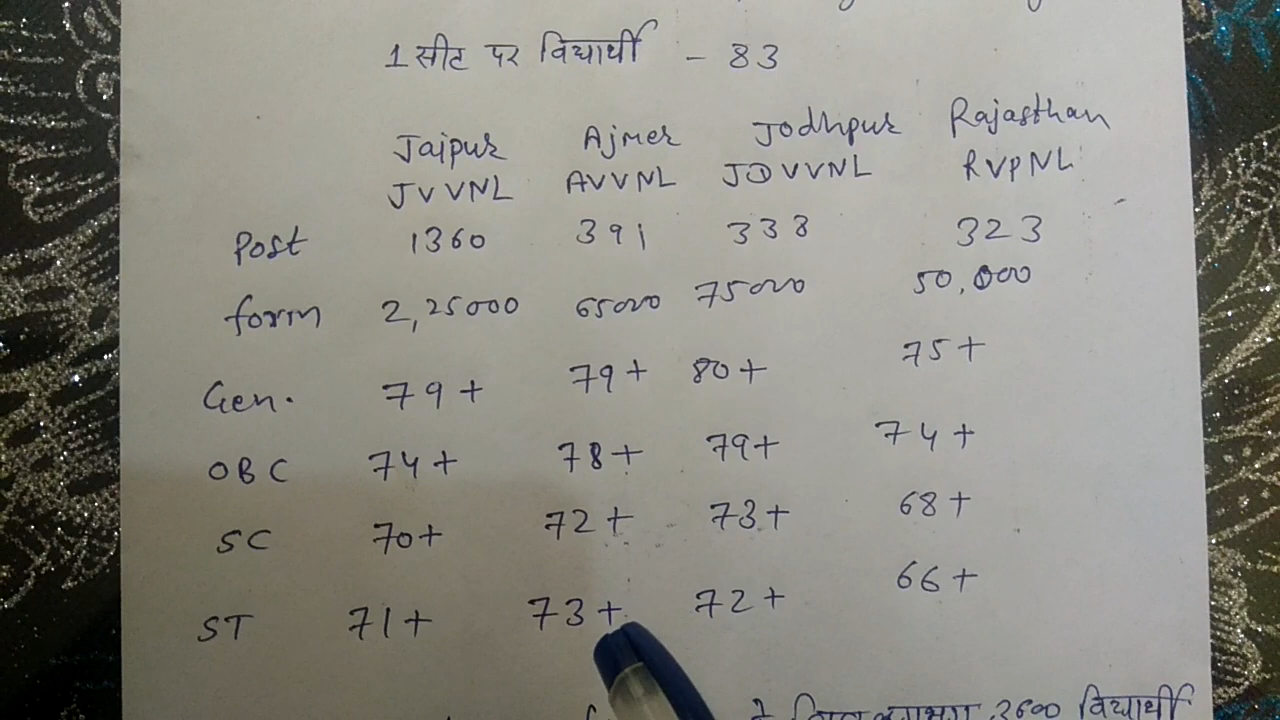 1 सीट पर विद्यार्थी - 83
Jaipur Ajmer Jodhpur Rajasthan
JVVNL AVVNL JDVVNL RVPNL
Post 1360 391 338 323
form 2,25000 65000 75000 50,000
Gen. 79+ 79+ 80+ 75+
OBC 74+ 78+ 79+ 74+
SC 70+ 72+ 73+ 68+
ST 71+ 73+ 72+ 66+
विद्यार्थी